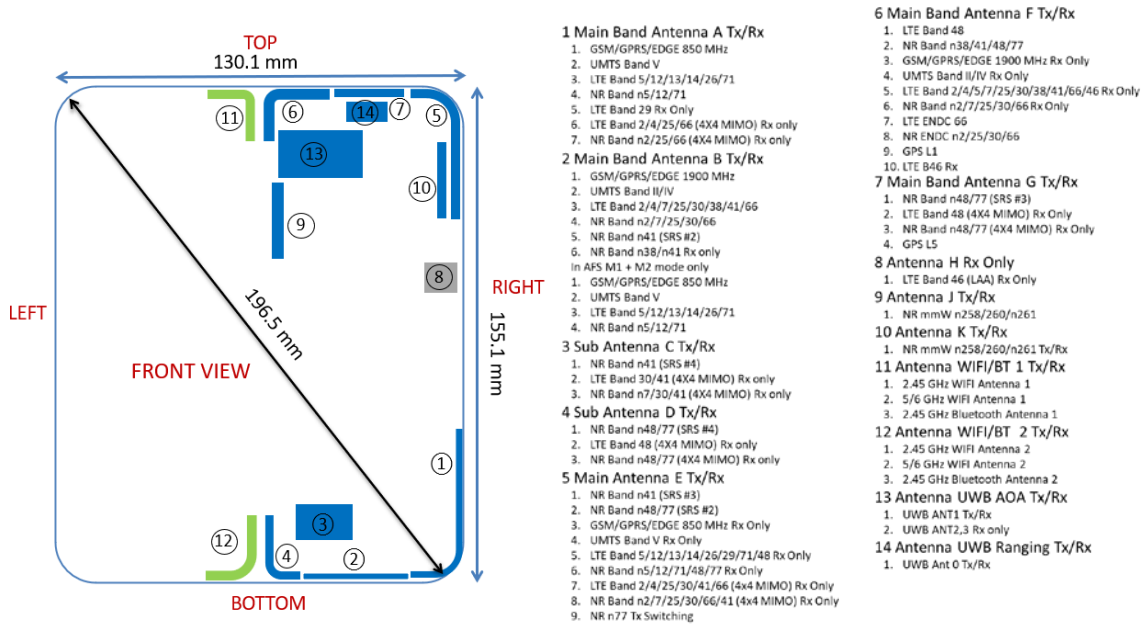 TOP
130.1 mm
11
6
14
7
5
13
10
9
8
LEFT
RIGHT
196.5 mm
155.1 mm
FRONT VIEW
1
3
12
4
2
BOTTOM
1 Main Band Antenna A Tx/Rx
1. GSM/GPRS/EDGE 850 MHz
2. UMTS Band V
3. LTE Band 5/12/13/14/26/71
4. NR Band n5/12/71
5. LTE Band 29 Rx Only
6. LTE Band 2/4/25/66 (4X4 MIMO) Rx only
7. NR Band n2/25/66 (4X4 MIMO) Rx only
2 Main Band Antenna B Tx/Rx
1. GSM/GPRS/EDGE 1900 MHz
2. UMTS Band II/IV
3. LTE Band 2/4/7/25/30/38/41/66
4. NR Band n2/7/25/30/66
5. NR Band n41 (SRS #2)
6. NR Band n38/n41 Rx only
In AFS M1 + M2 mode only
1. GSM/GPRS/EDGE 850 MHz
2. UMTS Band V
3. LTE Band 5/12/13/14/26/71
4. NR Band n5/12/71
3 Sub Antenna C Tx/Rx
1. NR Band n41 (SRS #4)
2. LTE Band 30/41 (4X4 MIMO) Rx only
3. NR Band n7/30/41 (4X4 MIMO) Rx only
4 Sub Antenna D Tx/Rx
1. NR Band n48/77 (SRS #4)
2. LTE Band 48 (4X4 MIMO) Rx only
3. NR Band n48/77 (4X4 MIMO) Rx only
5 Main Antenna E Tx/Rx
1. NR Band n41 (SRS #3)
2. NR Band n48/77 (SRS #2)
3. GSM/GPRS/EDGE 850 MHz Rx Only
4. UMTS Band V Rx Only
5. LTE Band 5/12/13/14/26/29/71/48 Rx Only
6. NR Band n5/12/71/48/77 Rx Only
7. LTE Band 2/4/25/30/41/66 (4x4 MIMO) Rx Only
8. NR Band n2/7/25/30/66/41 (4x4 MIMO) Rx Only
9. NR n77 Tx Switching
6 Main Band Antenna F Tx/Rx
1. LTE Band 48
2. NR Band n38/41/48/77
3. GSM/GPRS/EDGE 1900 MHz Rx Only
4. UMTS Band II/IV Rx Only
5. LTE Band 2/4/5/7/25/30/38/41/66/46 Rx Only
6. NR Band n2/7/25/30/66 Rx Only
7. LTE ENDC 66
8. NR ENDC n2/25/30/66
9. GPS L1
10. LTE B46 Rx
7 Main Band Antenna G Tx/Rx
1. NR Band n48/77 (SRS #3)
2. LTE Band 48 (4X4 MIMO) Rx Only
3. NR Band n48/77 (4X4 MIMO) Rx Only
4. GPS L5
8 Antenna H Rx Only
1. LTE Band 46 (LAA) Rx Only
9 Antenna J Tx/Rx
1. NR mmW n258/260/n261
10 Antenna K Tx/Rx
1. NR mmW n258/260/n261 Tx/Rx
11 Antenna WIFI/BT 1 Tx/Rx
1. 2.45 GHz WIFI Antenna 1
2. 5/6 GHz WIFI Antenna 1
3. 2.45 GHz Bluetooth Antenna 1
12 Antenna WIFI/BT 2 Tx/Rx
1. 2.45 GHz WIFI Antenna 2
2. 5/6 GHz WIFI Antenna 2
3. 2.45 GHz Bluetooth Antenna 2
13 Antenna UWB AOA Tx/Rx
1. UWB ANT1 Tx/Rx
2. UWB ANT2,3 Rx only
14 Antenna UWB Ranging Tx/Rx
1. UWB Ant 0 Tx/Rx